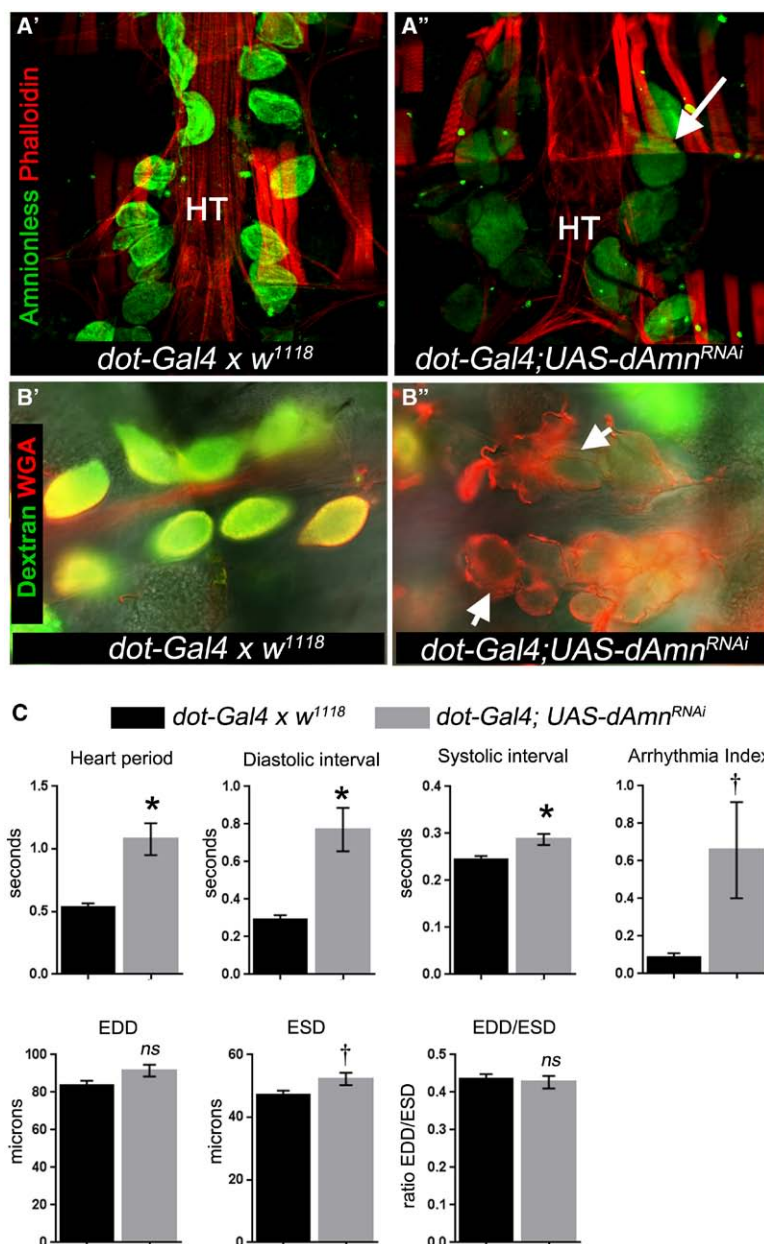 A' A"
Amnionless Phalloidin
HT HT
dot-Gal4 x w¹¹¹⁸ dot-Gal4;UAS-dAmnᴿᴺᴬⁱ
B' B"
Dextran WGA
dot-Gal4 x w¹¹¹⁸ dot-Gal4;UAS-dAmnᴿᴺᴬⁱ
C dot-Gal4 x w¹¹¹⁸ dot-Gal4; UAS-dAmnᴿᴺᴬⁱ
Heart period Diastolic interval Systolic interval Arrhythmia Index
seconds
1.5
1.0
0.5
0.0
*
seconds
1.0
0.8
0.6
0.4
0.2
0.0
*
seconds
0.4
0.3
0.2
0.1
0.0
*
1.0
0.8
0.6
0.4
0.2
0.0
†
EDD ESD EDD/ESD
microns
100
80
60
40
20
0
ns
microns
60
40
20
0
†
ratio EDD/ESD
0.5
0.4
0.3
0.2
0.1
0.0
ns